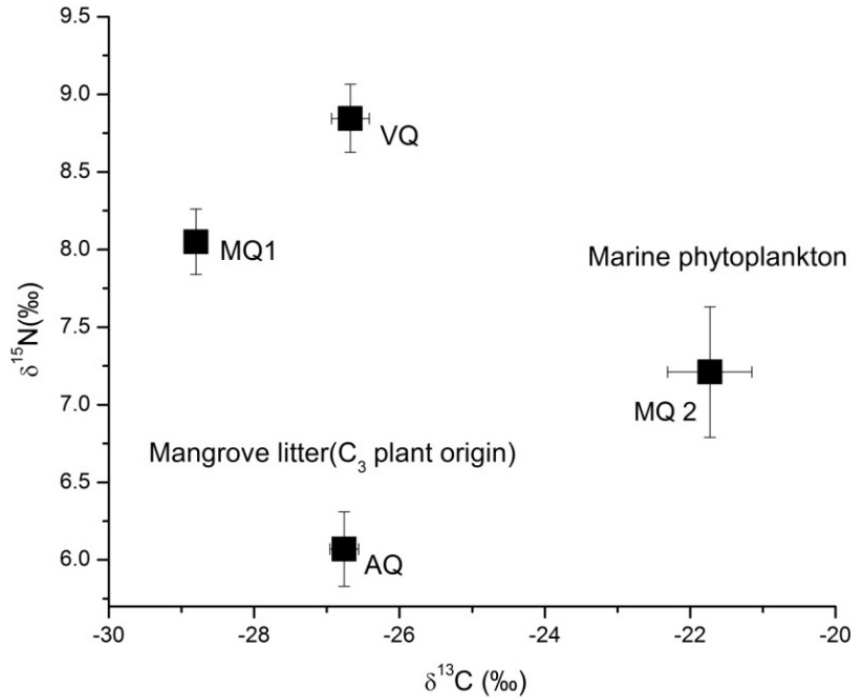 9.5
9.0
VQ
8.5
8.0
MQ1
Marine phytoplankton
7.5
7.0
MQ 2
Mangrove litter(C₃ plant origin)
6.5
6.0
AQ
δ¹⁵N(‰)
-30
-28
-26
-24
-22
-20
δ¹³C (‰)